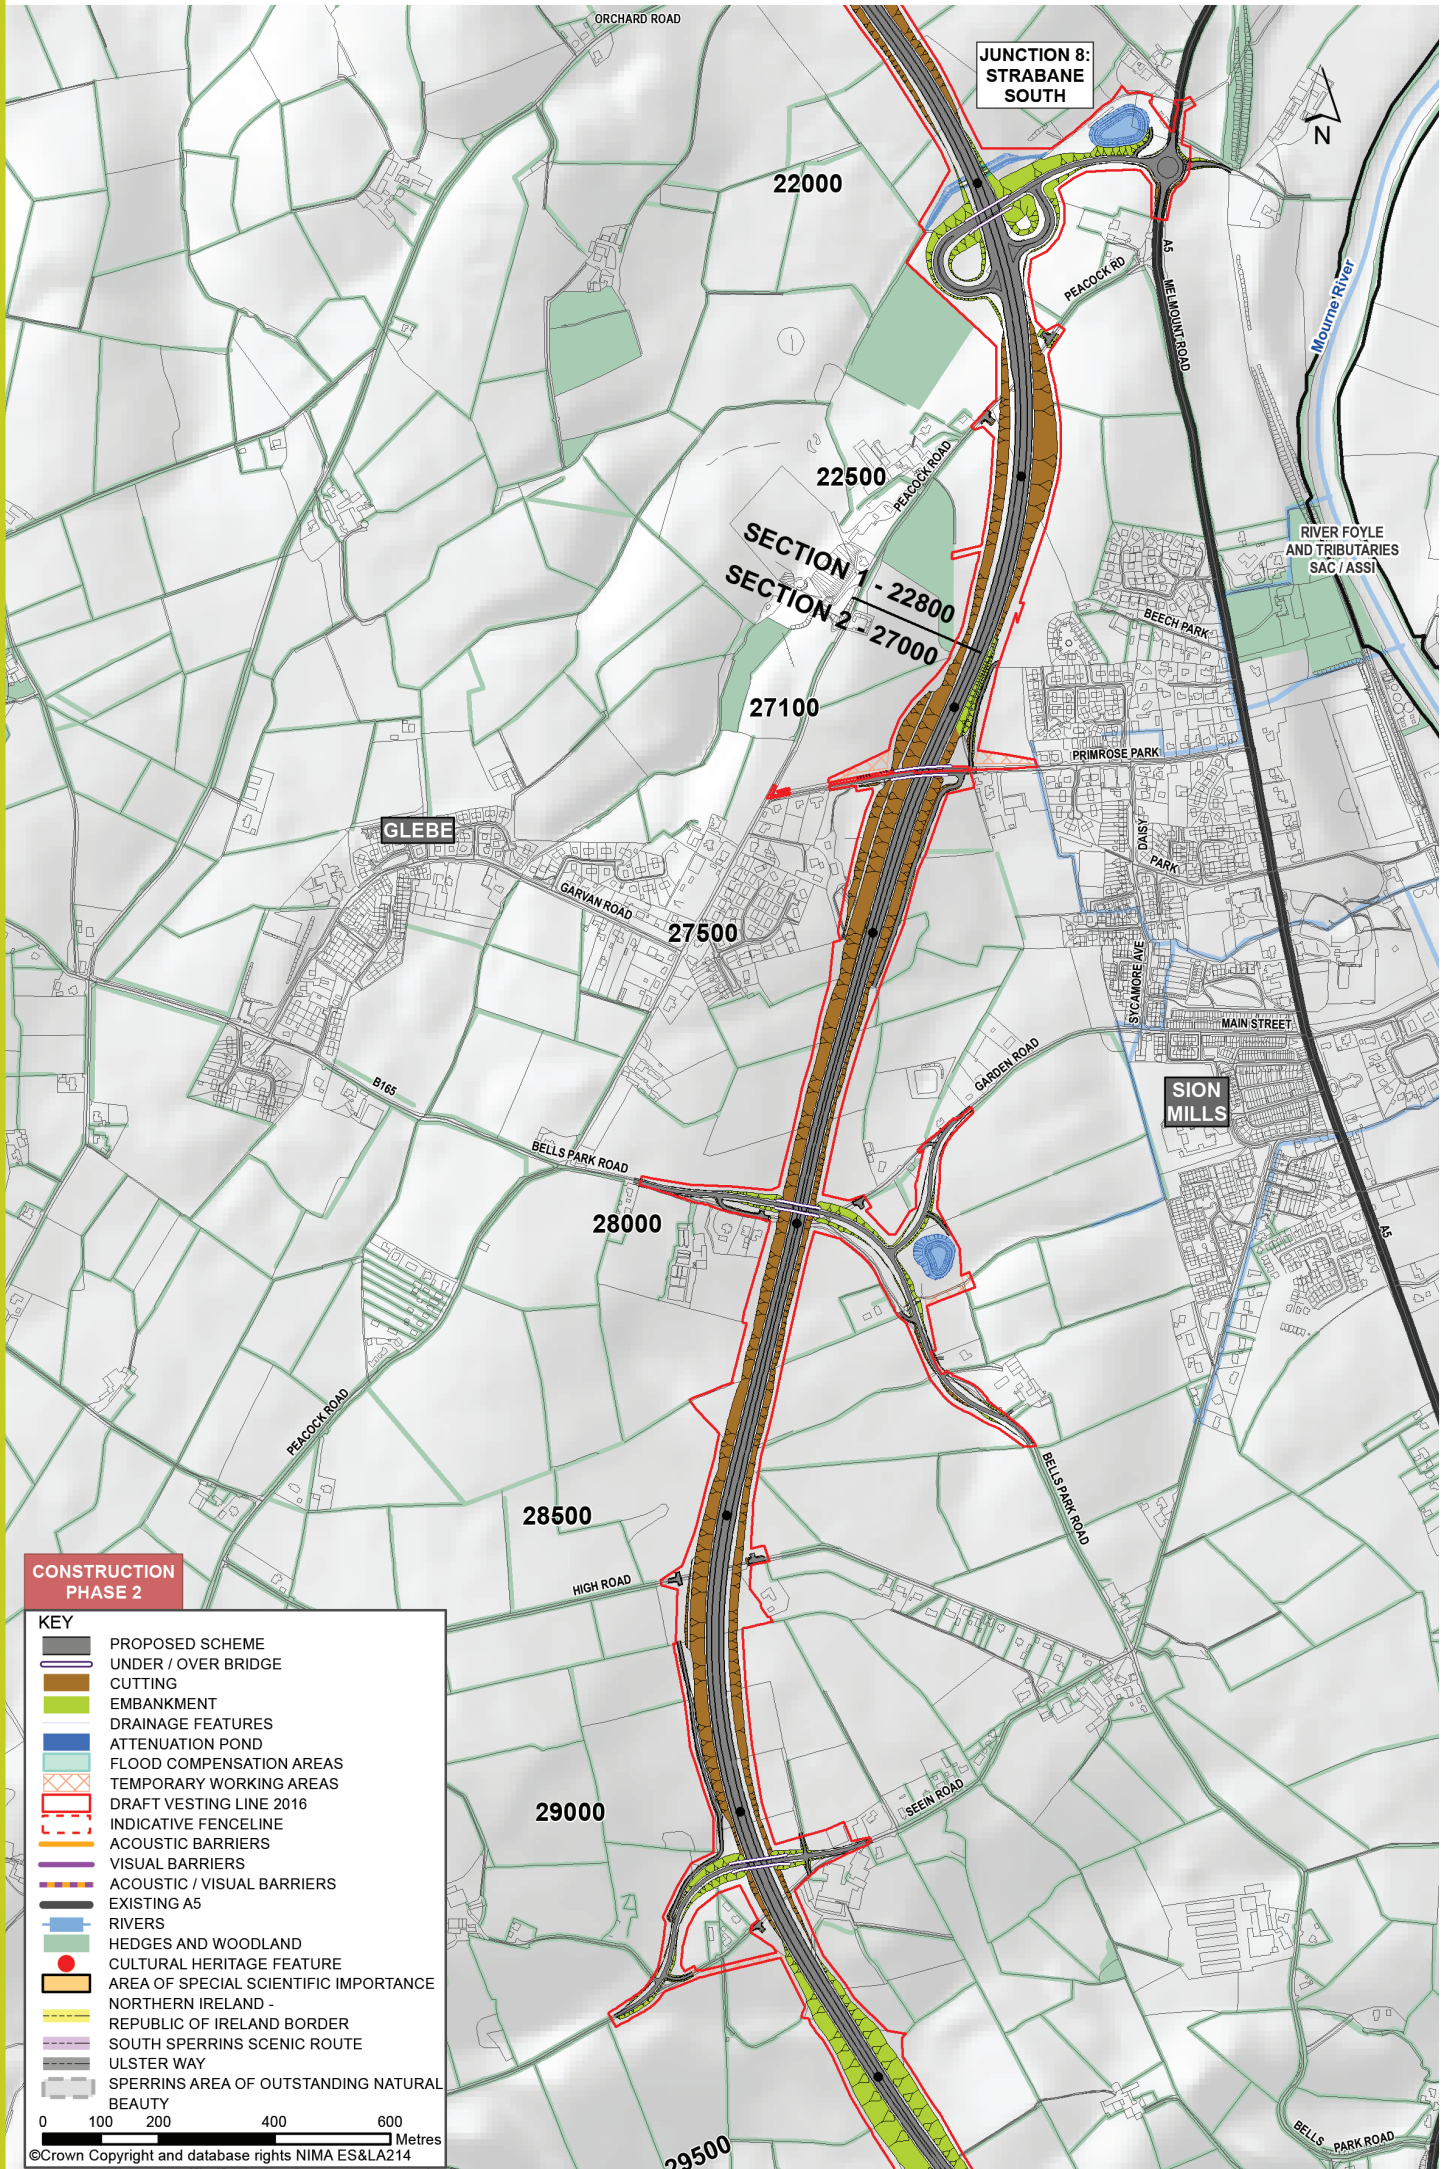 ORCHARD ROAD
JUNCTION 8:
STRABANE
SOUTH
N
22000
A5
MELMOUNT ROAD
PEACOCK RD
Mourne River
22500
PEACOCK ROAD
RIVER FOYLE
AND TRIBUTARIES
SAC / ASSI
SECTION 1 - 22800
SECTION 2 - 27000
BEECH PARK
27100
PRIMROSE PARK
GLEBE
DAISY
PARK
GARVAN ROAD
27500
SYCAMORE AVE
MAIN STREET
GARDEN ROAD
B165
SION
MILLS
BELLS PARK ROAD
28000
A5
PEACOCK ROAD
BELLS PARK ROAD
28500
HIGH ROAD
CONSTRUCTION
PHASE 2
KEY
PROPOSED SCHEME
UNDER / OVER BRIDGE
CUTTING
EMBANKMENT
DRAINAGE FEATURES
ATTENUATION POND
FLOOD COMPENSATION AREAS
TEMPORARY WORKING AREAS
DRAFT VESTING LINE 2016
INDICATIVE FENCELINE
ACOUSTIC BARRIERS
VISUAL BARRIERS
ACOUSTIC / VISUAL BARRIERS
EXISTING A5
RIVERS
HEDGES AND WOODLAND
CULTURAL HERITAGE FEATURE
AREA OF SPECIAL SCIENTIFIC IMPORTANCE
NORTHERN IRELAND -
REPUBLIC OF IRELAND BORDER
SOUTH SPERRINS SCENIC ROUTE
ULSTER WAY
SPERRINS AREA OF OUTSTANDING NATURAL
BEAUTY
0 100 200 400 600
Metres
©Crown Copyright and database rights NIMA ES&LA214
29000
SEEIN ROAD
29500
BELLS PARK ROAD